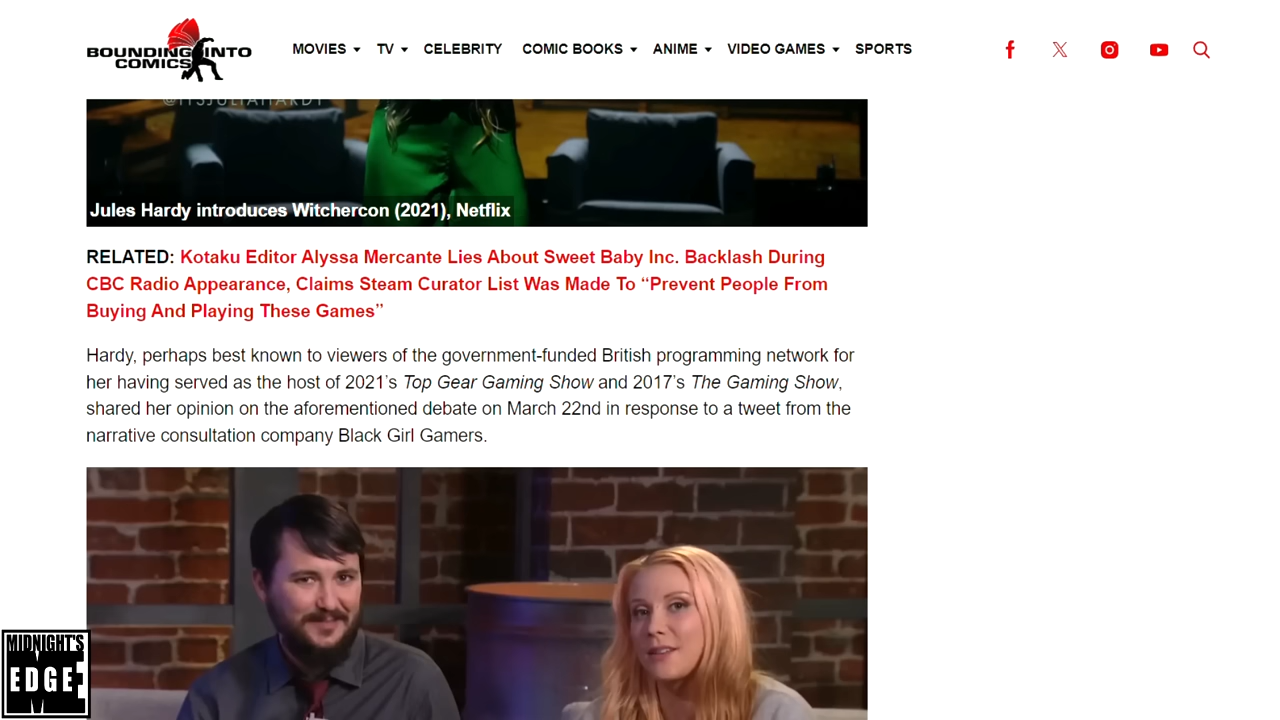 BOUNDING INTO
COMICS
MOVIES TV CELEBRITY COMIC BOOKS ANIME VIDEO GAMES SPORTS
@ITSJULIAHARDY
Jules Hardy introduces Witchercon (2021), Netflix
RELATED: Kotaku Editor Alyssa Mercante Lies About Sweet Baby Inc. Backlash During
CBC Radio Appearance, Claims Steam Curator List Was Made To “Prevent People From
Buying And Playing These Games”
Hardy, perhaps best known to viewers of the government-funded British programming network for
her having served as the host of 2021’s Top Gear Gaming Show and 2017’s The Gaming Show,
shared her opinion on the aforementioned debate on March 22nd in response to a tweet from the
narrative consultation company Black Girl Gamers.
MIDNIGHT'S
EDGE